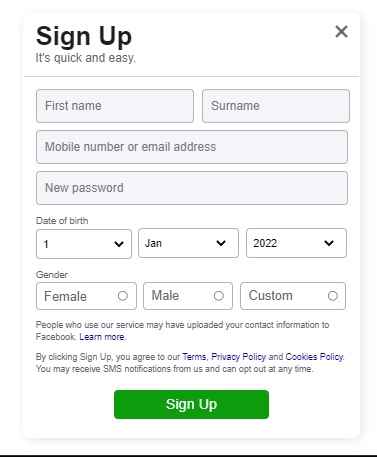 Sign Up
It's quick and easy.
First name Surname
Mobile number or email address
New password
Date of birth
1 Jan 2022
Gender
Female Male Custom
People who use our service may have uploaded your contact information to
Facebook. Learn more.
By clicking Sign Up, you agree to our Terms, Privacy Policy and Cookies Policy.
You may receive SMS notifications from us and can opt out at any time.
Sign Up